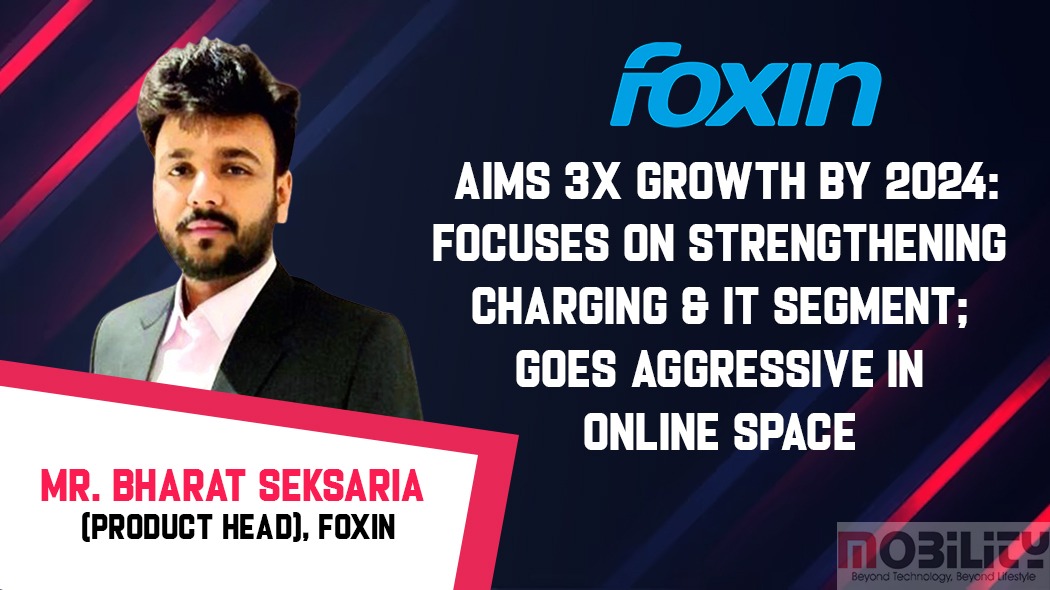 foxin
AIMS 3X GROWTH BY 2024:
FOCUSES ON STRENGTHENING
CHARGING & IT SEGMENT;
GOES AGGRESSIVE IN
ONLINE SPACE
MR. BHARAT SEKSARIA
(PRODUCT HEAD), FOXIN
MOBILITY
Beyond Technology, Beyond Lifestyle